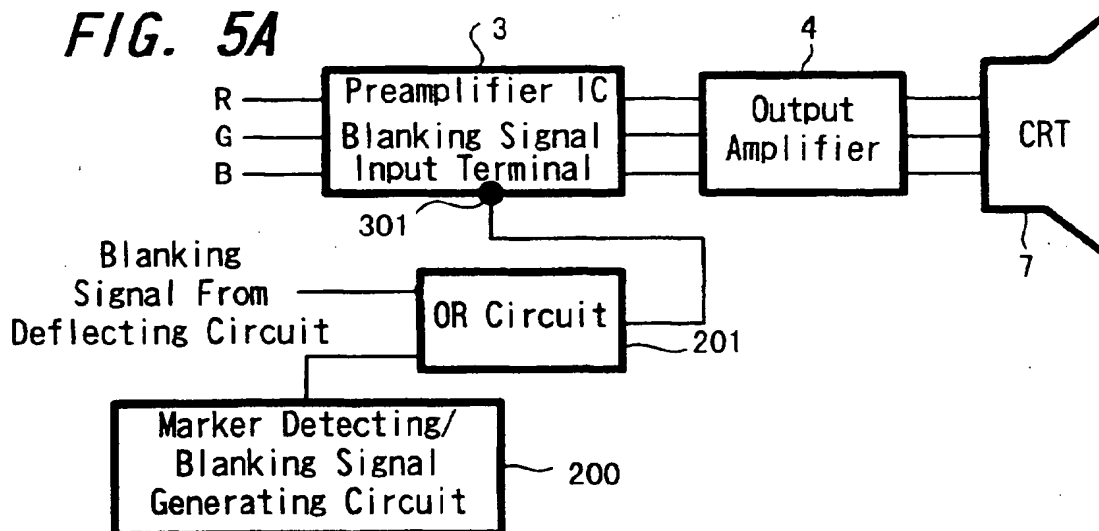 FIG. 5A
3
4
R
G
B
Preamplifier IC
Blanking Signal
Input Terminal
Output
Amplifier
CRT
301
7
Blanking
Signal From
Deflecting Circuit
OR Circuit
201
Marker Detecting/
Blanking Signal
Generating Circuit
200